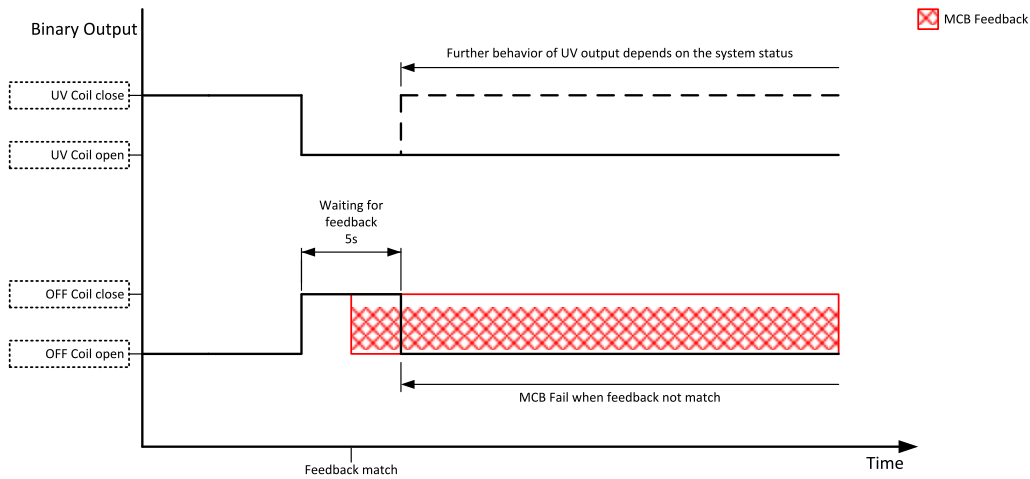 Binary Output
MCB Feedback
Further behavior of UV output depends on the system status
UV Coil close
UV Coil open
Waiting for
feedback
5s
OFF Coil close
OFF Coil open
MCB Fail when feedback not match
Feedback match
Time